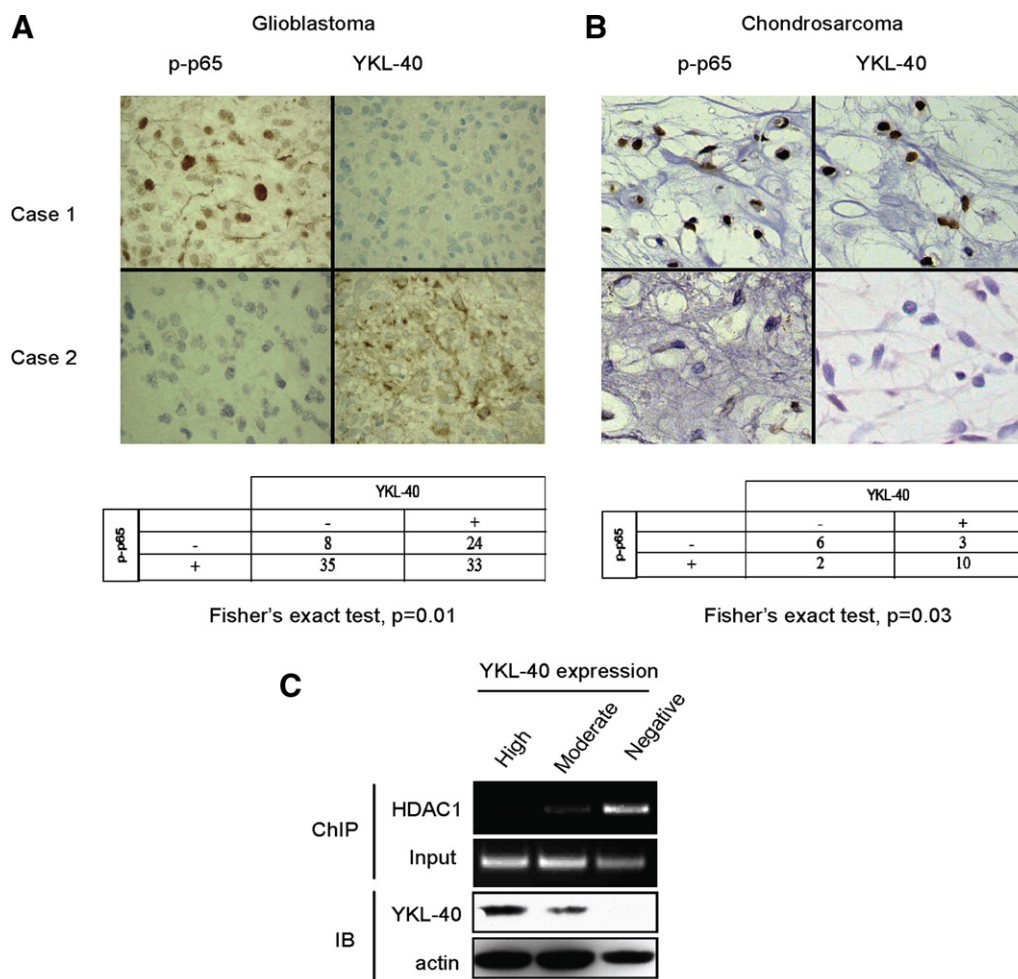 A
Glioblastoma
p-p65 YKL-40
Case 1
Case 2
YKL-40
p-p65
- +
- 8 24
+ 35 33
Fisher's exact test, p=0.01
B
Chondrosarcoma
p-p65 YKL-40
YKL-40
p-p65
- +
- 6 3
+ 2 10
Fisher's exact test, p=0.03
C
YKL-40 expression
High Moderate Negative
ChIP
HDAC1
Input
IB
YKL-40
actin